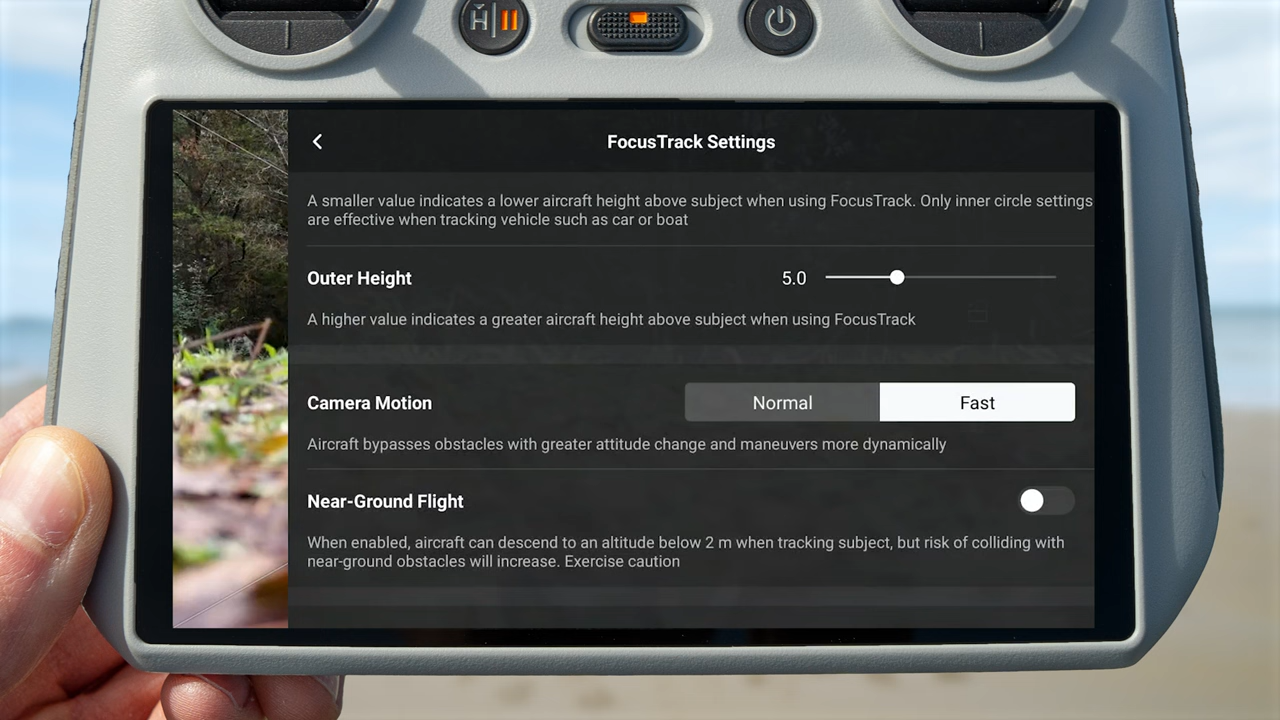 H
FocusTrack Settings
A smaller value indicates a lower aircraft height above subject when using FocusTrack. Only inner circle settings
are effective when tracking vehicle such as car or boat
Outer Height 5.0
A higher value indicates a greater aircraft height above subject when using FocusTrack
Camera Motion Normal Fast
Aircraft bypasses obstacles with greater attitude change and maneuvers more dynamically
Near-Ground Flight
When enabled, aircraft can descend to an altitude below 2 m when tracking subject, but risk of colliding with
near-ground obstacles will increase. Exercise caution